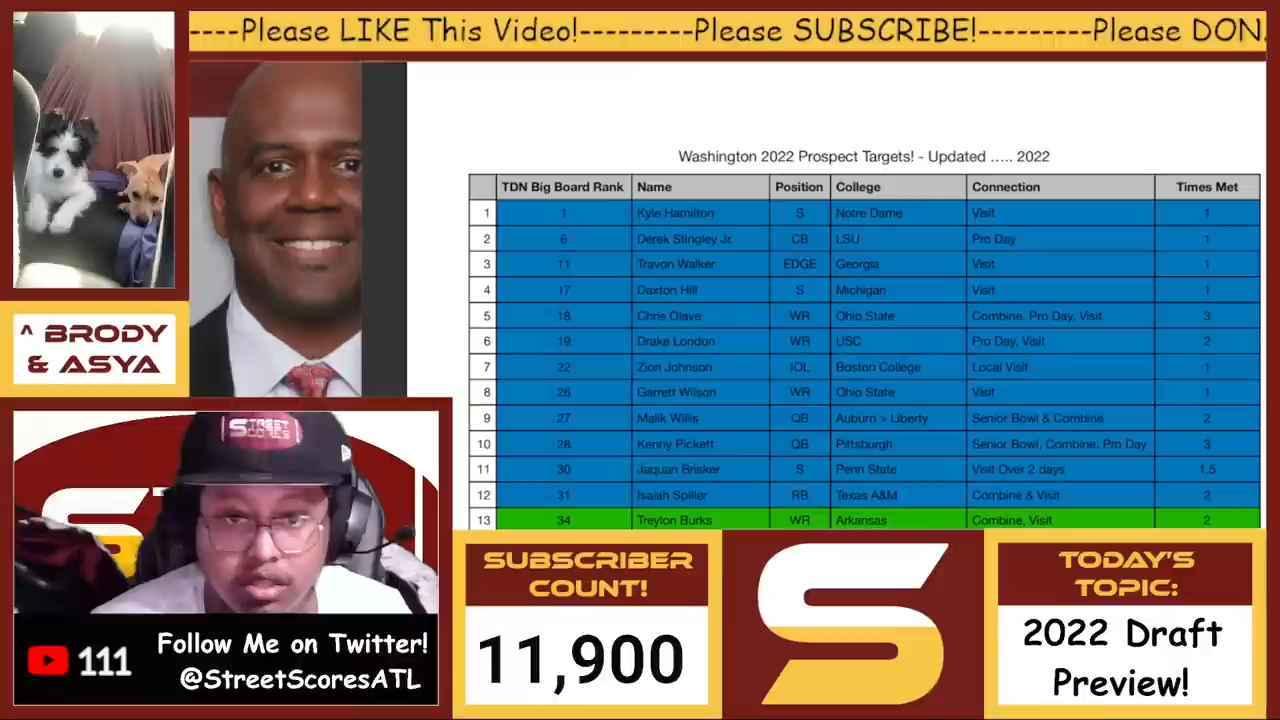 ----Please LIKE This Video!---------Please SUBSCRIBE!---------Please DON
^ BRODY
& ASYA
Washington 2022 Prospect Targets! - Updated ..... 2022
TDN Big Board Rank Name Position College Connection Times Met
1 1 Kyle Hamilton S Notre Dame Visit 1
2 6 Derek Stingley Jr. CB LSU Pro Day 1
3 11 Travon Walker EDGE Georgia Visit 1
4 17 Daxton Hill S Michigan Visit 1
5 18 Chris Olave WR Ohio State Combine, Pro Day, Visit 3
6 19 Drake London WR USC Pro Day, Visit 2
7 22 Zion Johnson IOL Boston College Local Visit 1
8 26 Garrett Wilson WR Ohio State Visit 1
9 27 Malik Willis QB Auburn > Liberty Senior Bowl & Combine 2
10 28 Kenny Pickett QB Pittsburgh Senior Bowl, Combine, Pro Day 3
11 30 Jaquan Brisker S Penn State Visit Over 2 days 1.5
12 31 Isaiah Spiller RB Texas A&M Combine & Visit 2
13 34 Treylon Burks WR Arkansas Combine, Visit 2
STREET
SCORES
111
Follow Me on Twitter!
@StreetScoresATL
SUBSCRIBER
COUNT!
11,900
S
TODAY'S
TOPIC:
2022 Draft
Preview!